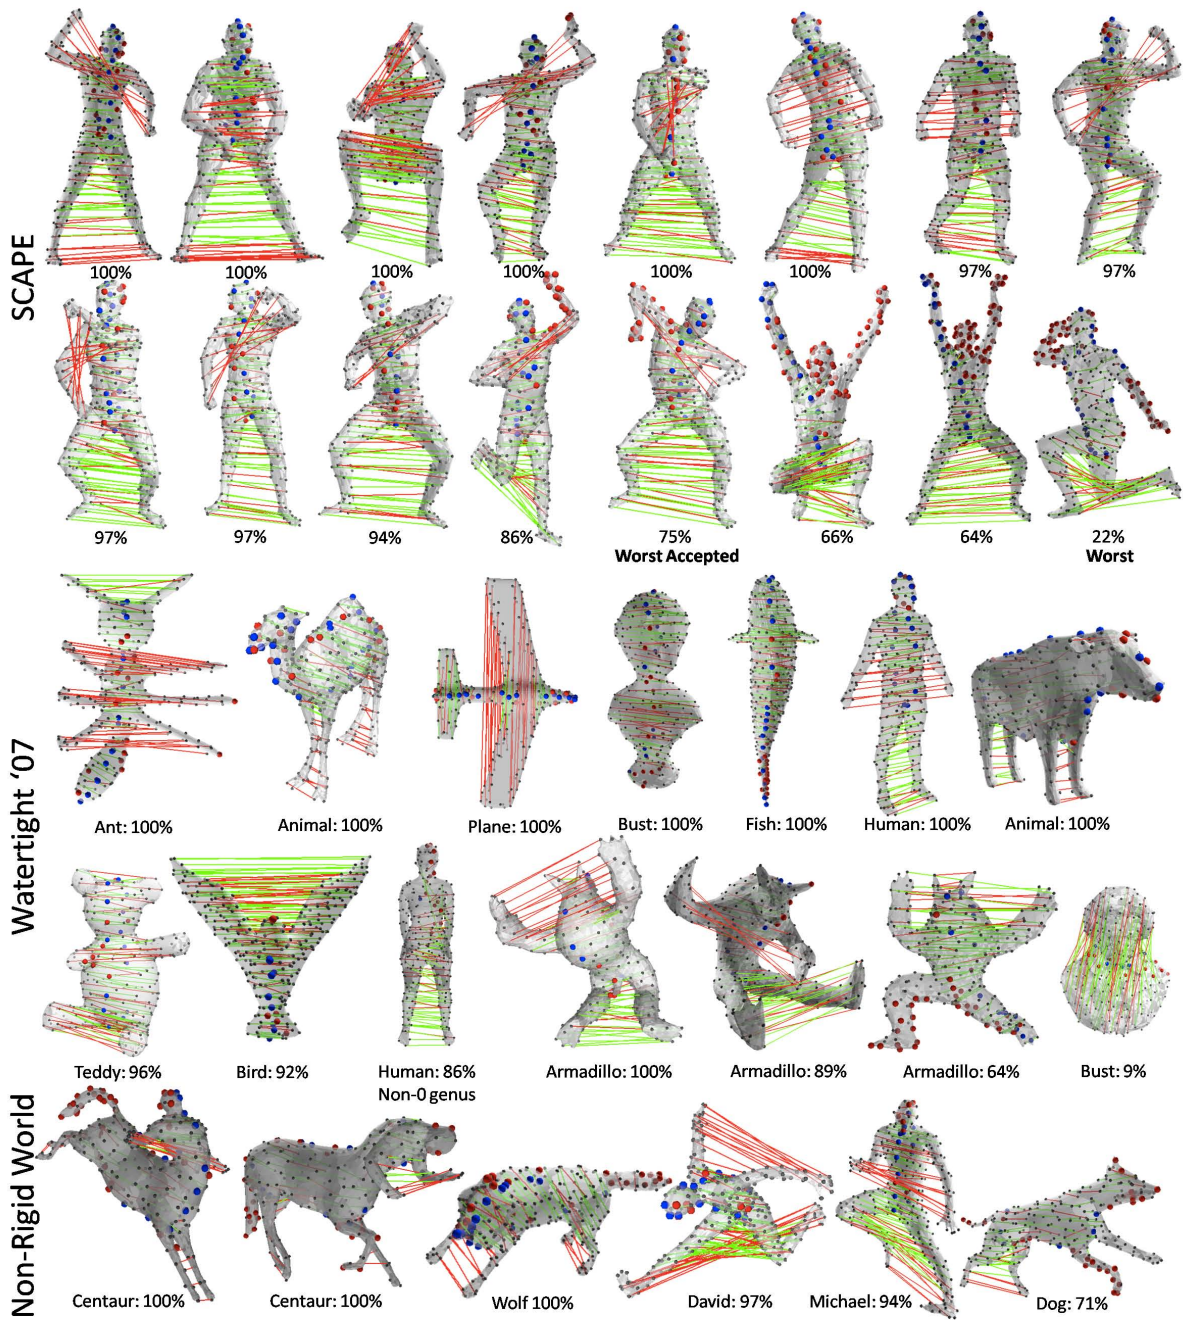 SCAPE
100%
100%
100%
100%
100%
100%
97%
97%
97%
97%
94%
86%
75%
66%
64%
22%
Worst Accepted
Worst
Watertight ‘07
Ant: 100%
Animal: 100%
Plane: 100%
Bust: 100%
Fish: 100%
Human: 100%
Animal: 100%
Teddy: 96%
Bird: 92%
Human: 86%
Non-0 genus
Armadillo: 100%
Armadillo: 89%
Armadillo: 64%
Bust: 9%
Non-Rigid World
Centaur: 100%
Centaur: 100%
Wolf 100%
David: 97%
Michael: 94%
Dog: 71%